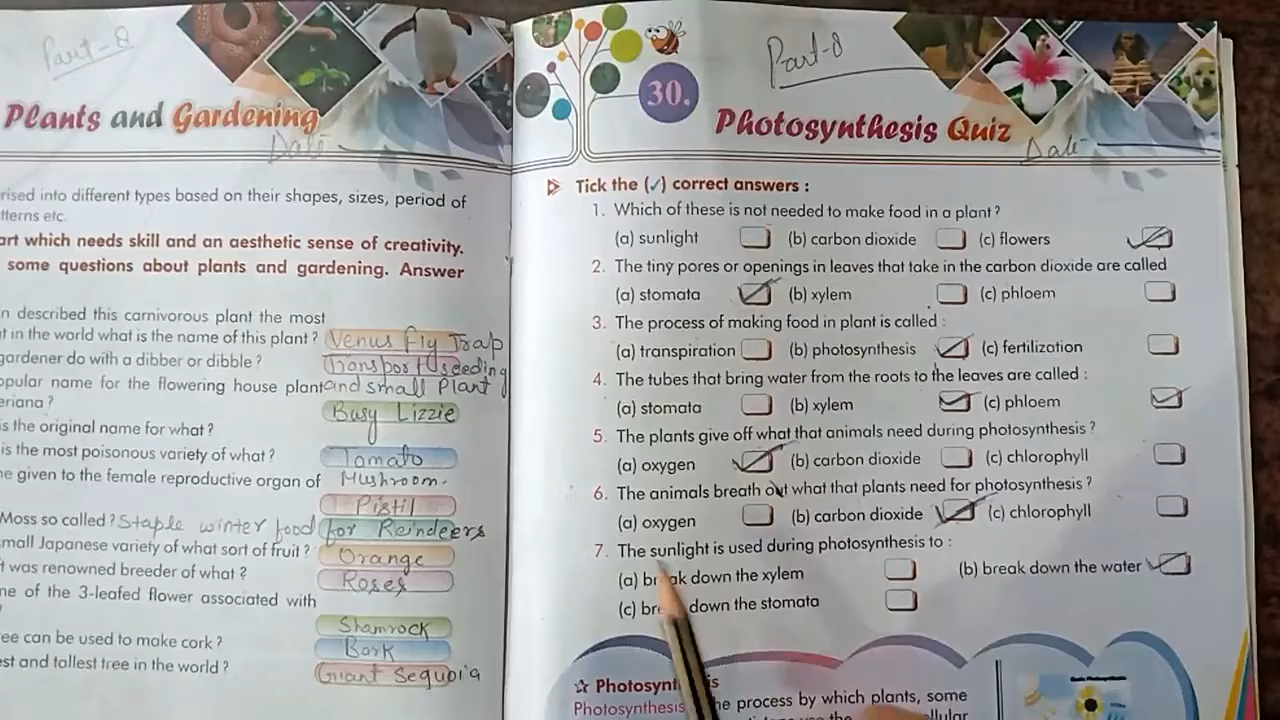 Part-8
Plants and Gardening
Date
rised into different types based on their shapes, sizes, period of
tterns etc.
art which needs skill and an aesthetic sense of creativity.
some questions about plants and gardening. Answer
n described this carnivorous plant the most
t in the world what is the name of this plant ? Venus fly Trap
gardener do with a dibber or dibble ? Transport seeding
opular name for the flowering house plant and small Plant
eriana ? Busy Lizzie
is the original name for what ?
is the most poisonous variety of what ? Tomato
ne given to the female reproductive organ of Mushroom.
Pistil
Moss so called ? Staple winter food for Reindeers
small Japanese variety of what sort of fruit ? Orange
t was renowned breeder of what ? Roses
ne of the 3-leafed flower associated with
Shamrock
ree can be used to make cork ? Bark
est and tallest tree in the world ? Giant Sequoia
Part-8
30.
Photosynthesis Quiz
Date
Tick the (✓) correct answers :
1. Which of these is not needed to make food in a plant ?
(a) sunlight (b) carbon dioxide (c) flowers
2. The tiny pores or openings in leaves that take in the carbon dioxide are called
(a) stomata (b) xylem (c) phloem
3. The process of making food in plant is called :
(a) transpiration (b) photosynthesis (c) fertilization
4. The tubes that bring water from the roots to the leaves are called :
(a) stomata (b) xylem (c) phloem
5. The plants give off what that animals need during photosynthesis ?
(a) oxygen (b) carbon dioxide (c) chlorophyll
6. The animals breath out what that plants need for photosynthesis ?
(a) oxygen (b) carbon dioxide (c) chlorophyll
7. The sunlight is used during photosynthesis to :
(a) break down the xylem (b) break down the water
(c) break down the stomata
☆ Photosynthesis
Photosynthesis the process by which plants, some
use the